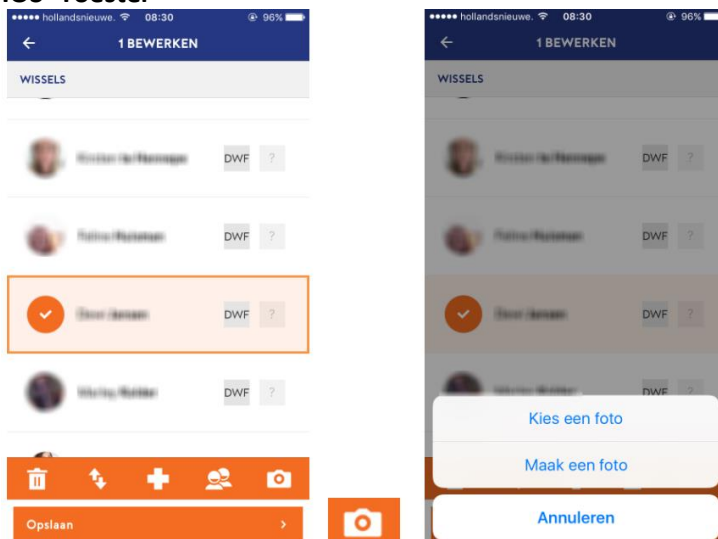 iOS -toestel
hollandsnieuwe. 08:30 96%
1 BEWERKEN
WISSELS
DWF ?
DWF ?
DWF ?
DWF ?
Opslaan
hollandsnieuwe. 08:30 96%
1 BEWERKEN
WISSELS
DWF ?
DWF ?
DWF ?
DWF ?
Kies een foto
Maak een foto
Annuleren